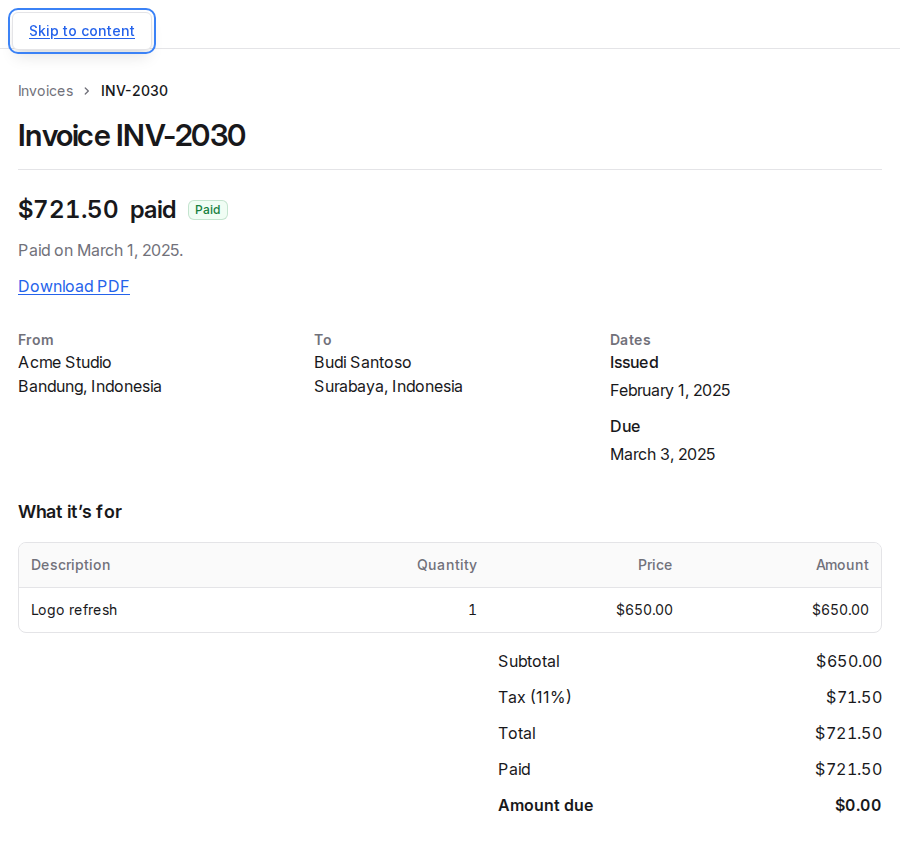 Skip to content
Invoices › INV-2030
Invoice INV-2030
$721.50 paid Paid
Paid on March 1, 2025.
Download PDF
From
Acme Studio
Bandung, Indonesia
To
Budi Santoso
Surabaya, Indonesia
Dates
Issued
February 1, 2025
Due
March 3, 2025
What it’s for
Description Quantity Price Amount
Logo refresh 1 $650.00 $650.00
Subtotal $650.00
Tax (11%) $71.50
Total $721.50
Paid $721.50
Amount due $0.00